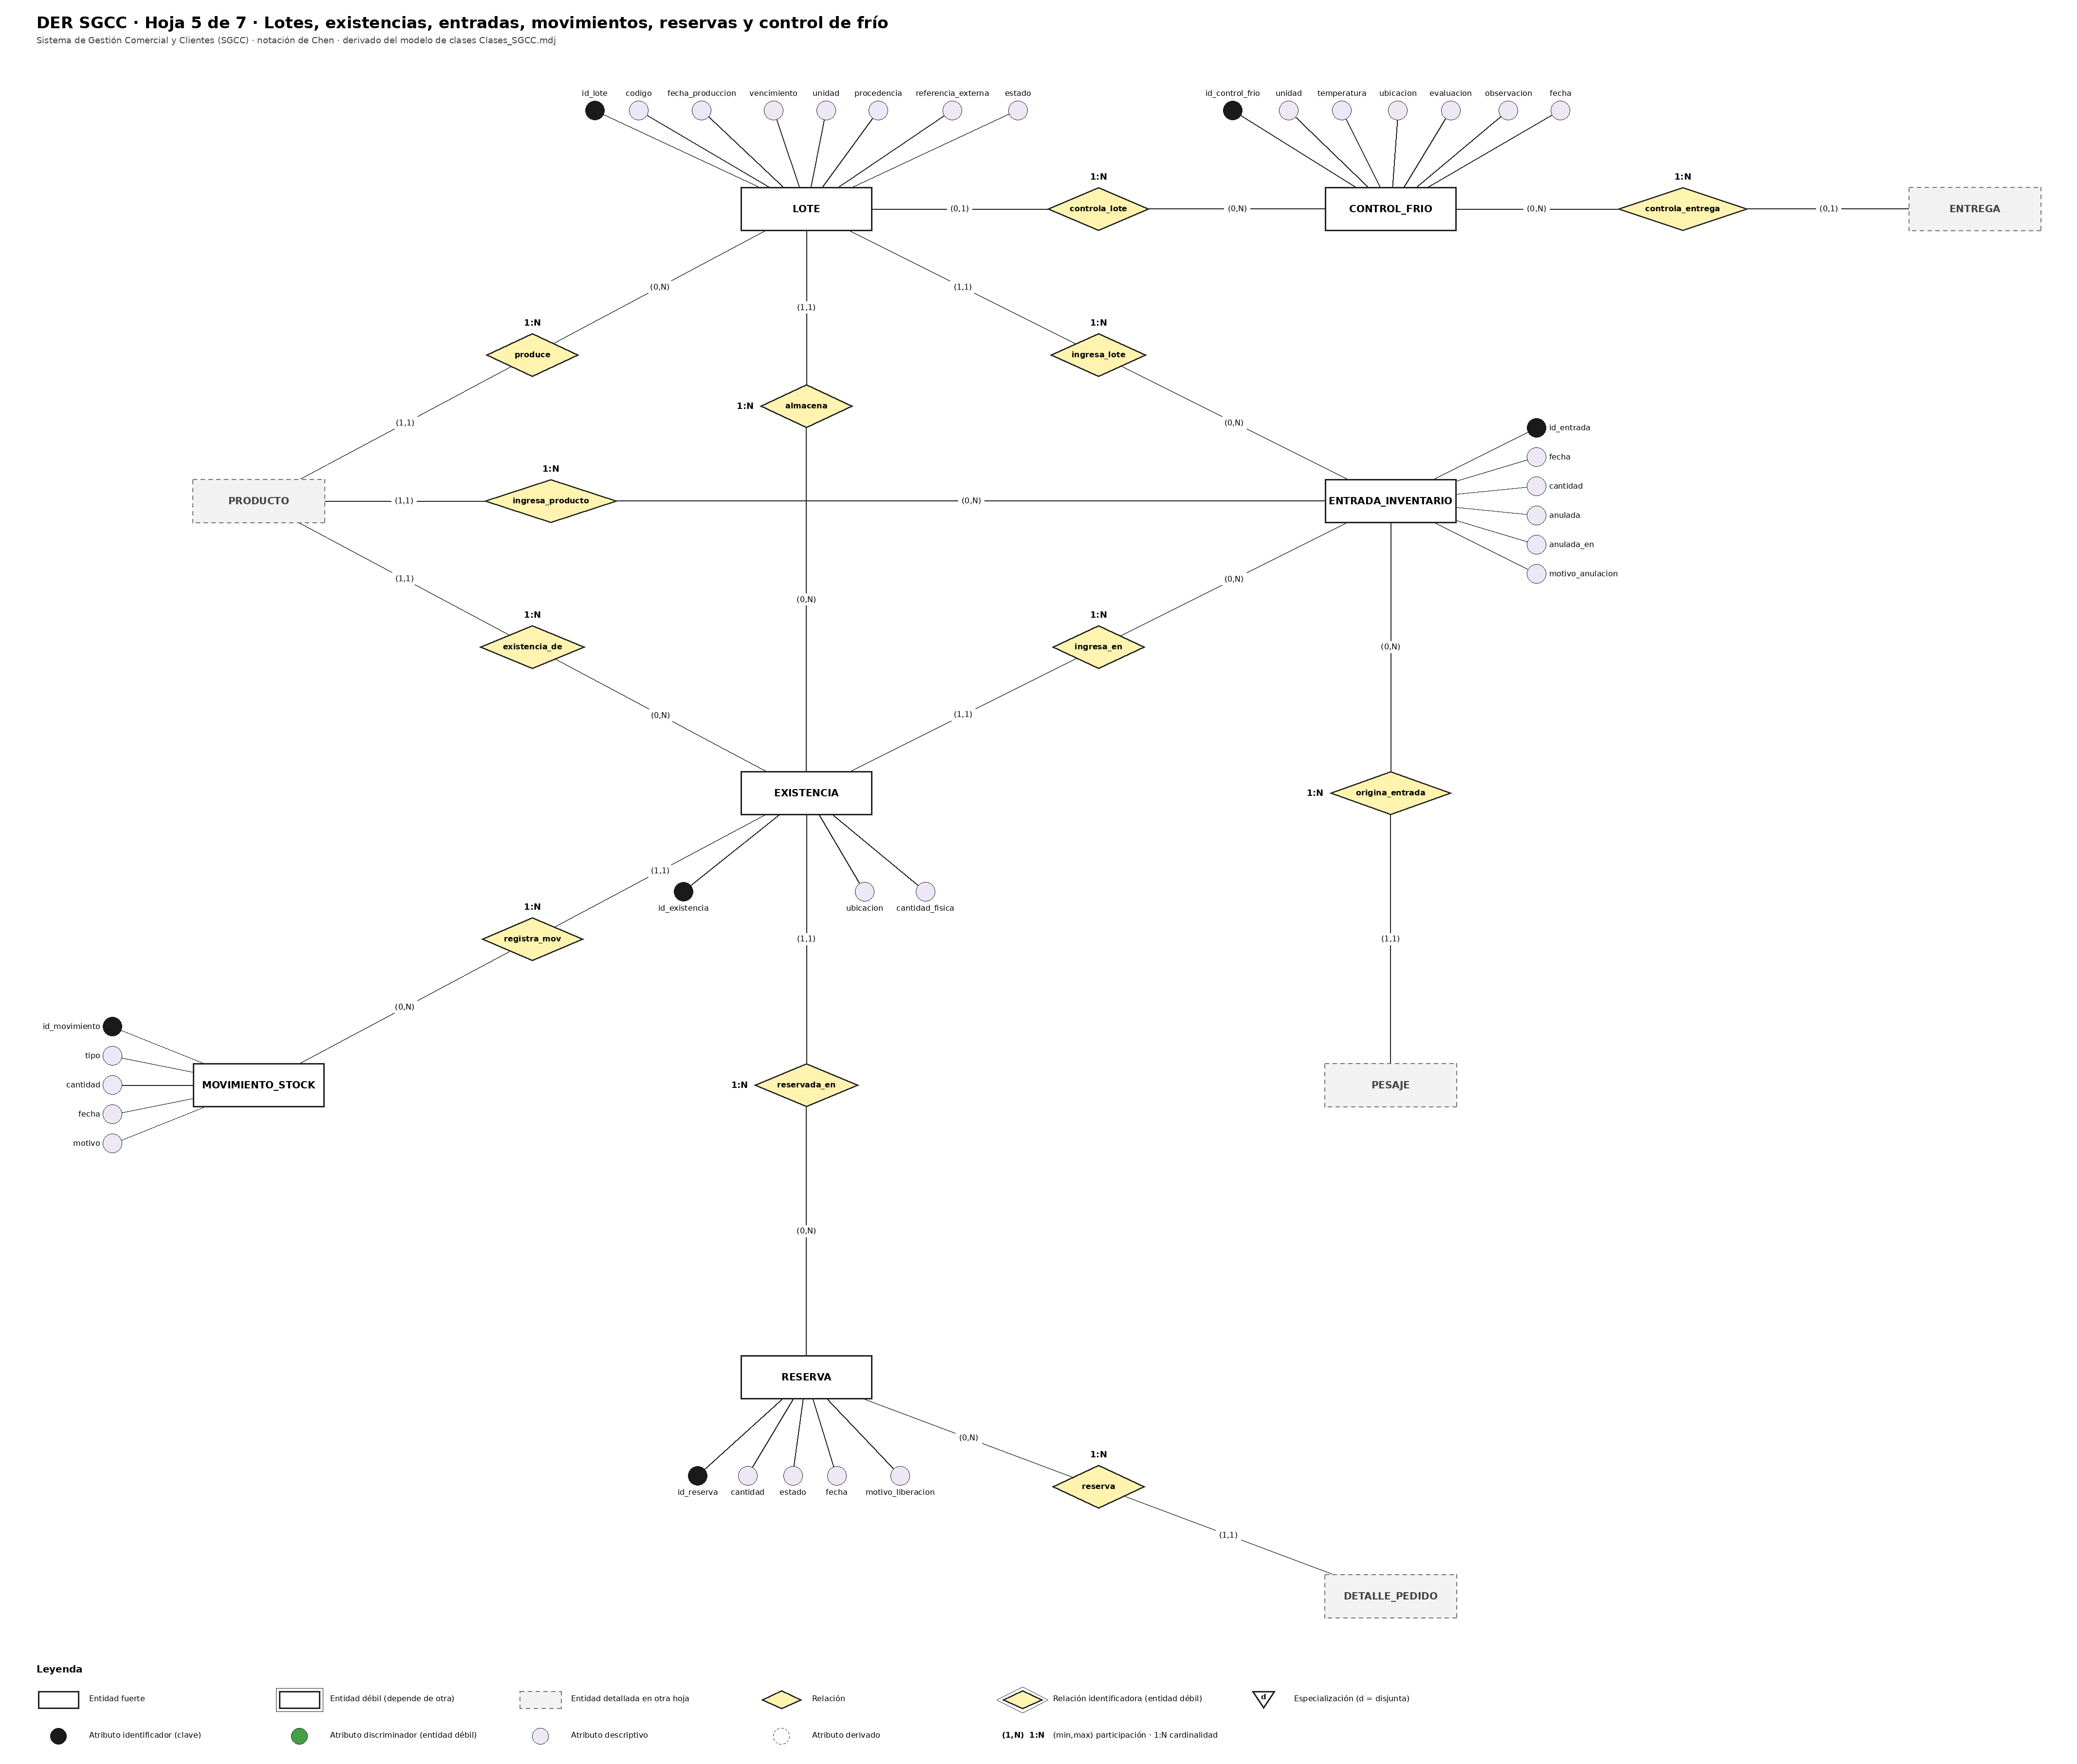 DER SGCC · Hoja 5 de 7 · Lotes, existencias, entradas, movimientos, reservas y control de frío
Sistema de Gestión Comercial y Clientes (SGCC) · notación de Chen · derivado del modelo de clases Clases_SGCC.mdj
id_lote codigo fecha_produccion vencimiento unidad procedencia referencia_externa estado
id_control_frio unidad temperatura ubicacion evaluacion observacion fecha
1:N
1:N
LOTE
(0,1)
controla_lote
(0,N)
CONTROL_FRIO
(0,N)
controla_entrega
(0,1)
ENTREGA
(0,N)
(1,1)
(1,1)
1:N
1:N
produce
ingresa_lote
1:N
almacena
(1,1)
(0,N)
id_entrada
fecha
1:N
cantidad
PRODUCTO
(1,1)
ingresa_producto
(0,N)
ENTRADA_INVENTARIO
anulada
anulada_en
motivo_anulacion
(1,1)
(0,N)
(0,N)
1:N
1:N
existencia_de
ingresa_en
(0,N)
(0,N)
(1,1)
EXISTENCIA
1:N
origina_entrada
(1,1)
id_existencia
ubicacion
cantidad_fisica
1:N
registra_mov
(1,1)
(1,1)
(0,N)
id_movimiento
tipo
cantidad
fecha
motivo
MOVIMIENTO_STOCK
1:N
reservada_en
PESAJE
(0,N)
RESERVA
(0,N)
1:N
reserva
id_reserva cantidad estado fecha motivo_liberacion
(1,1)
DETALLE_PEDIDO
Leyenda
Entidad fuerte
Entidad débil (depende de otra)
Entidad detallada en otra hoja
Relación
Relación identificadora (entidad débil)
d
Especialización (d = disjunta)
Atributo identificador (clave)
Atributo discriminador (entidad débil)
Atributo descriptivo
Atributo derivado
(1,N) 1:N
(min,max) participación · 1:N cardinalidad